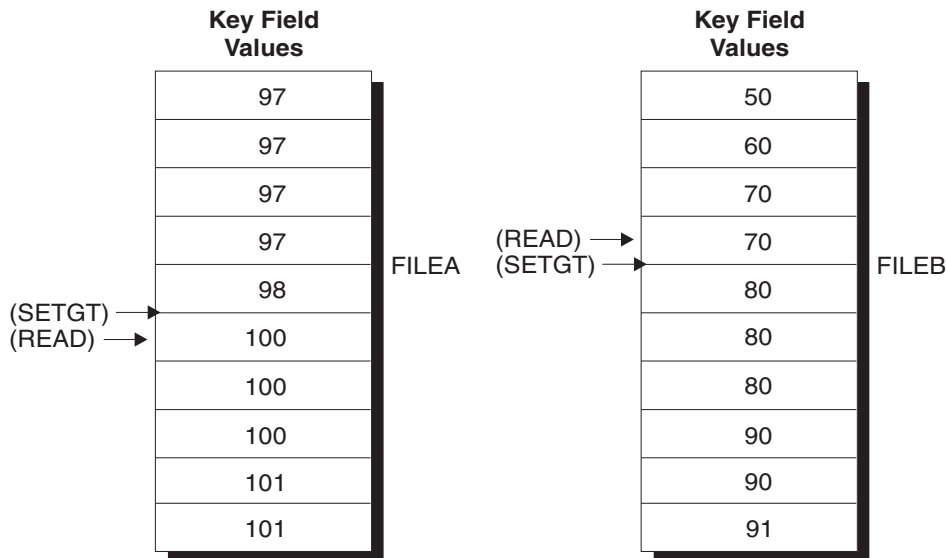 Key Field
Values
97
97
97
97
98
100
100
100
101
101
(SETGT)
(READ)
FILEA
Key Field
Values
50
60
70
70
80
80
80
90
90
91
(READ)
(SETGT)
FILEB